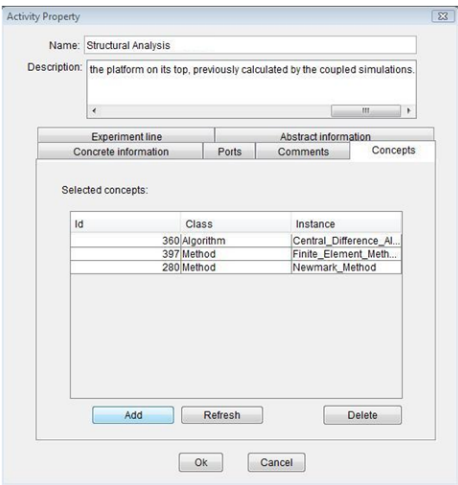 Activity Property
Name: Structural Analysis
Description: the platform on its top, previously calculated by the coupled simulations.
Experiment line Abstract information
Concrete information Ports Comments Concepts
Selected concepts:
Id Class Instance
360 Algorithm Central_Difference_Al...
397 Method Finite_Element_Meth...
280 Method Newmark_Method
Add Refresh Delete
Ok Cancel